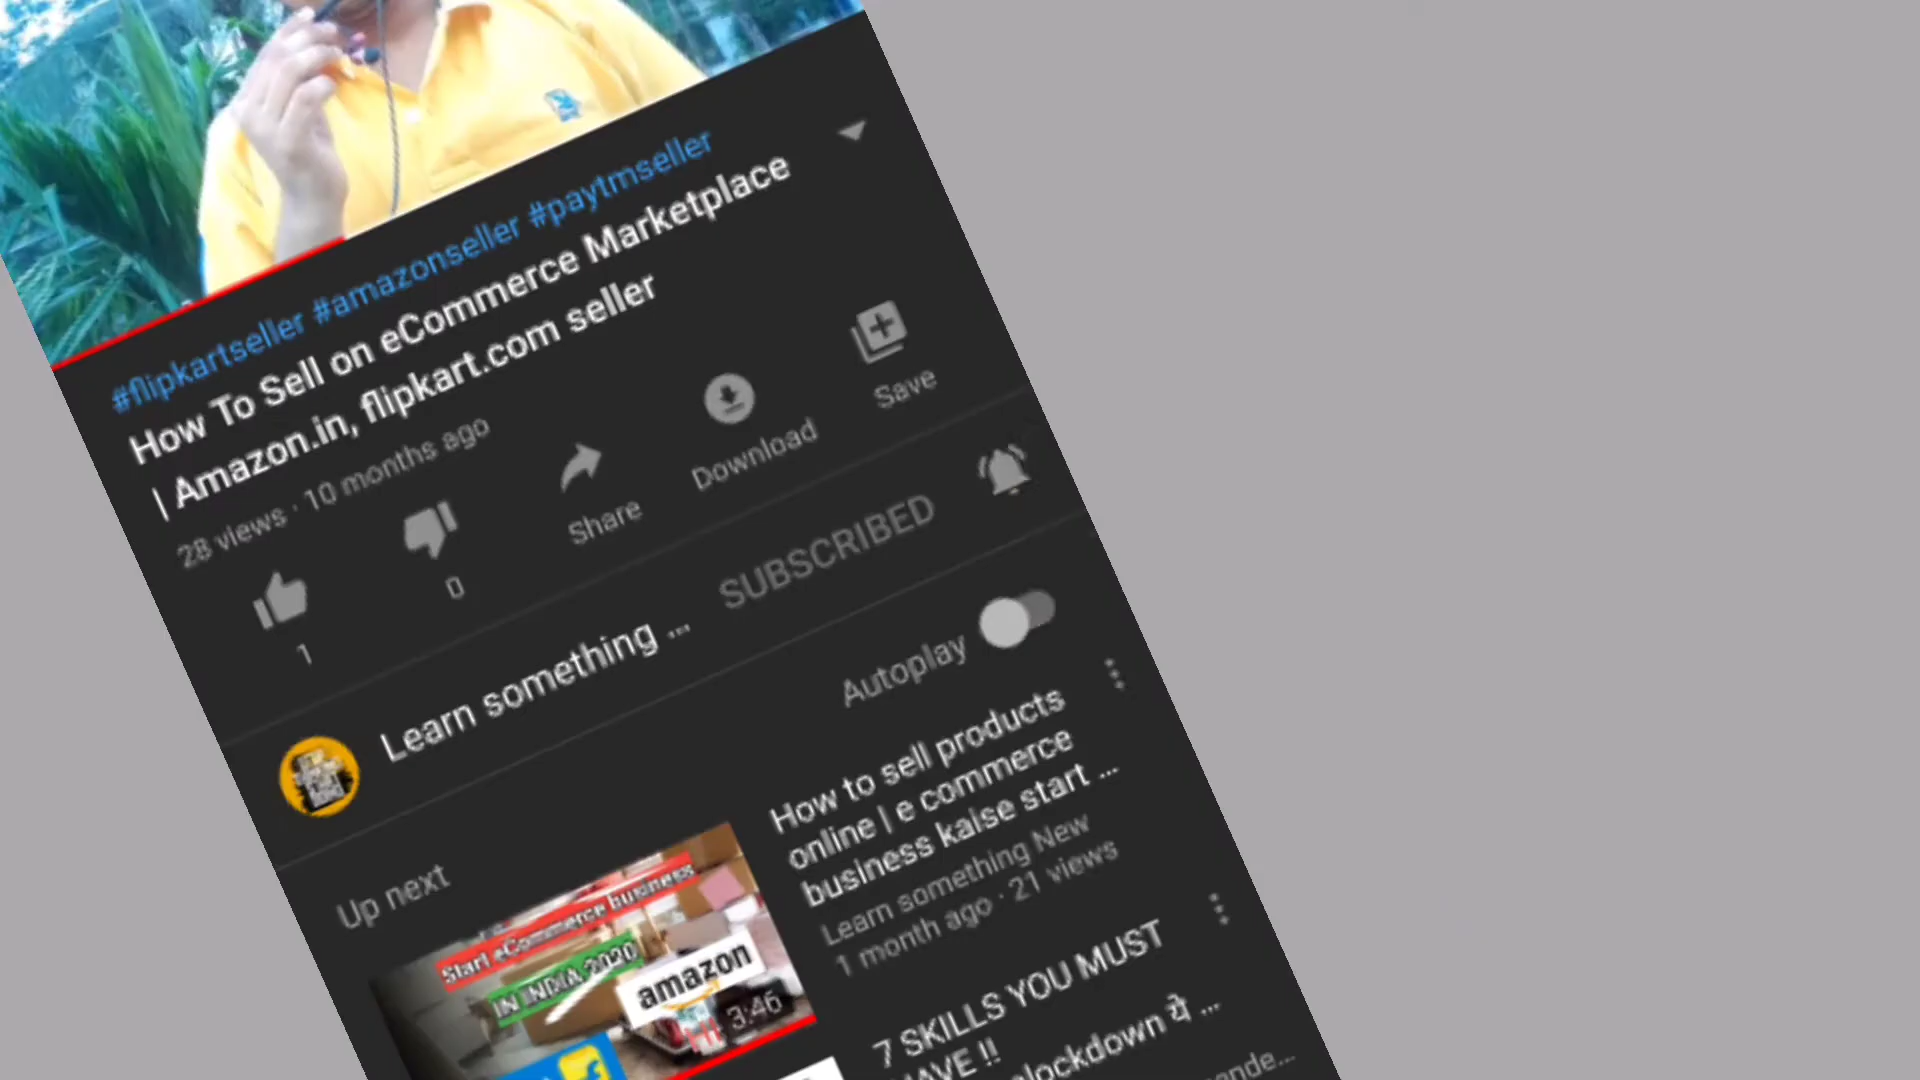 #flipkartseller #amazonseller #paytmseller
How To Sell on eCommerce Marketplace
| Amazon.in, flipkart.com seller
28 views · 10 months ago
1
0
Share
Download
Save
Learn something ...
SUBSCRIBED
Up next
Autoplay
Start eCommerce business
IN INDIA 2020
amazon
3:46
How to sell products
online | e commerce
business kaise start ...
Learn something New
1 month ago · 21 views
7 SKILLS YOU MUST
HAVE !!